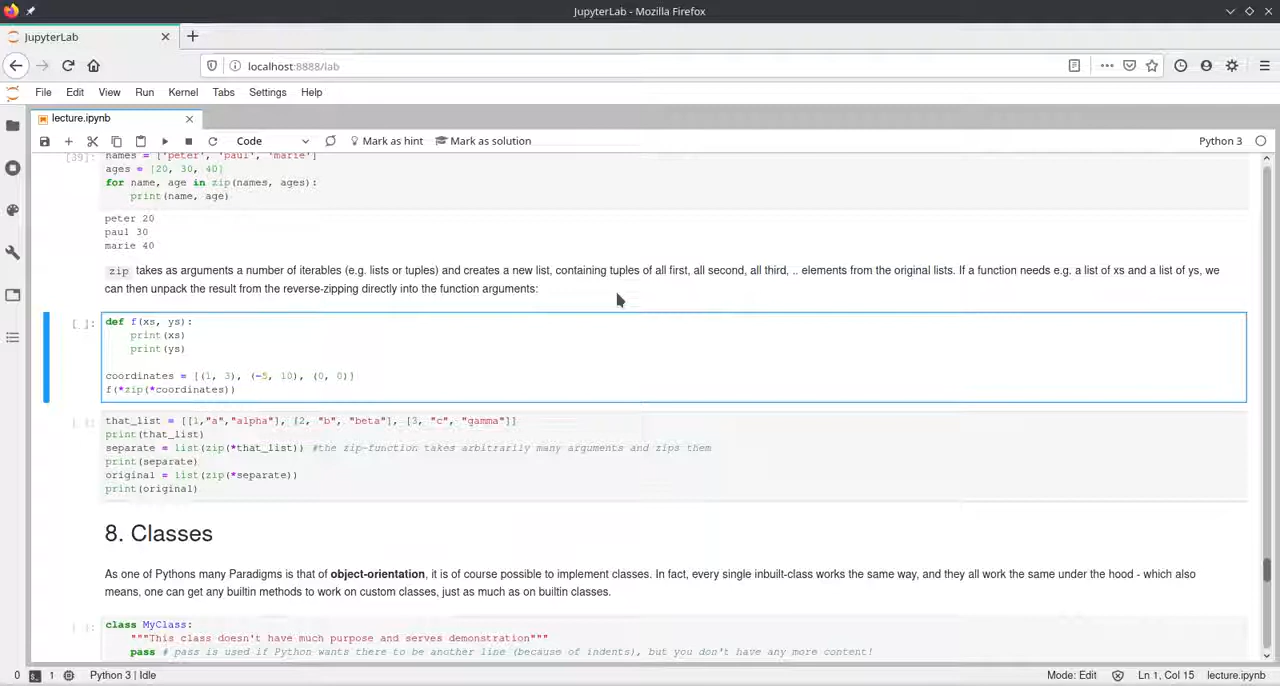 JupyterLab - Mozilla Firefox
JupyterLab
localhost:8888/lab
File Edit View Run Kernel Tabs Settings Help
lecture.ipynb
Code Mark as hint Mark as solution Python 3
[39]: names = ['peter', 'paul', 'marie']
ages = [20, 30, 40]
for name, age in zip(names, ages):
print(name, age)
peter 20
paul 30
marie 40
zip takes as arguments a number of iterables (e.g. lists or tuples) and creates a new list, containing tuples of all first, all second, all third, .. elements from the original lists. If a function needs e.g. a list of xs and a list of ys, we
can then unpack the result from the reverse-zipping directly into the function arguments:
[ ]: def f(xs, ys):
print(xs)
print(ys)
coordinates = [(1, 3), (-5, 10), (0, 0)]
f(*zip(*coordinates))
[ ]: that_list = [[1,"a","alpha"], [2, "b", "beta"], [3, "c", "gamma"]]
print(that_list)
separate = list(zip(*that_list)) #the zip-function takes arbitrarily many arguments and zips them
print(separate)
original = list(zip(*separate))
print(original)
8. Classes
As one of Pythons many Paradigms is that of object-orientation, it is of course possible to implement classes. In fact, every single inbuilt-class works the same way, and they all work the same under the hood - which also
means, one can get any builtin methods to work on custom classes, just as much as on builtin classes.
[ ]: class MyClass:
"""This class doesn't have much purpose and serves demonstration"""
pass # pass is used if Python wants there to be another line (because of indents), but you don't have any more content!
0 1 Python 3 | Idle Mode: Edit Ln 1, Col 15 lecture.ipynb